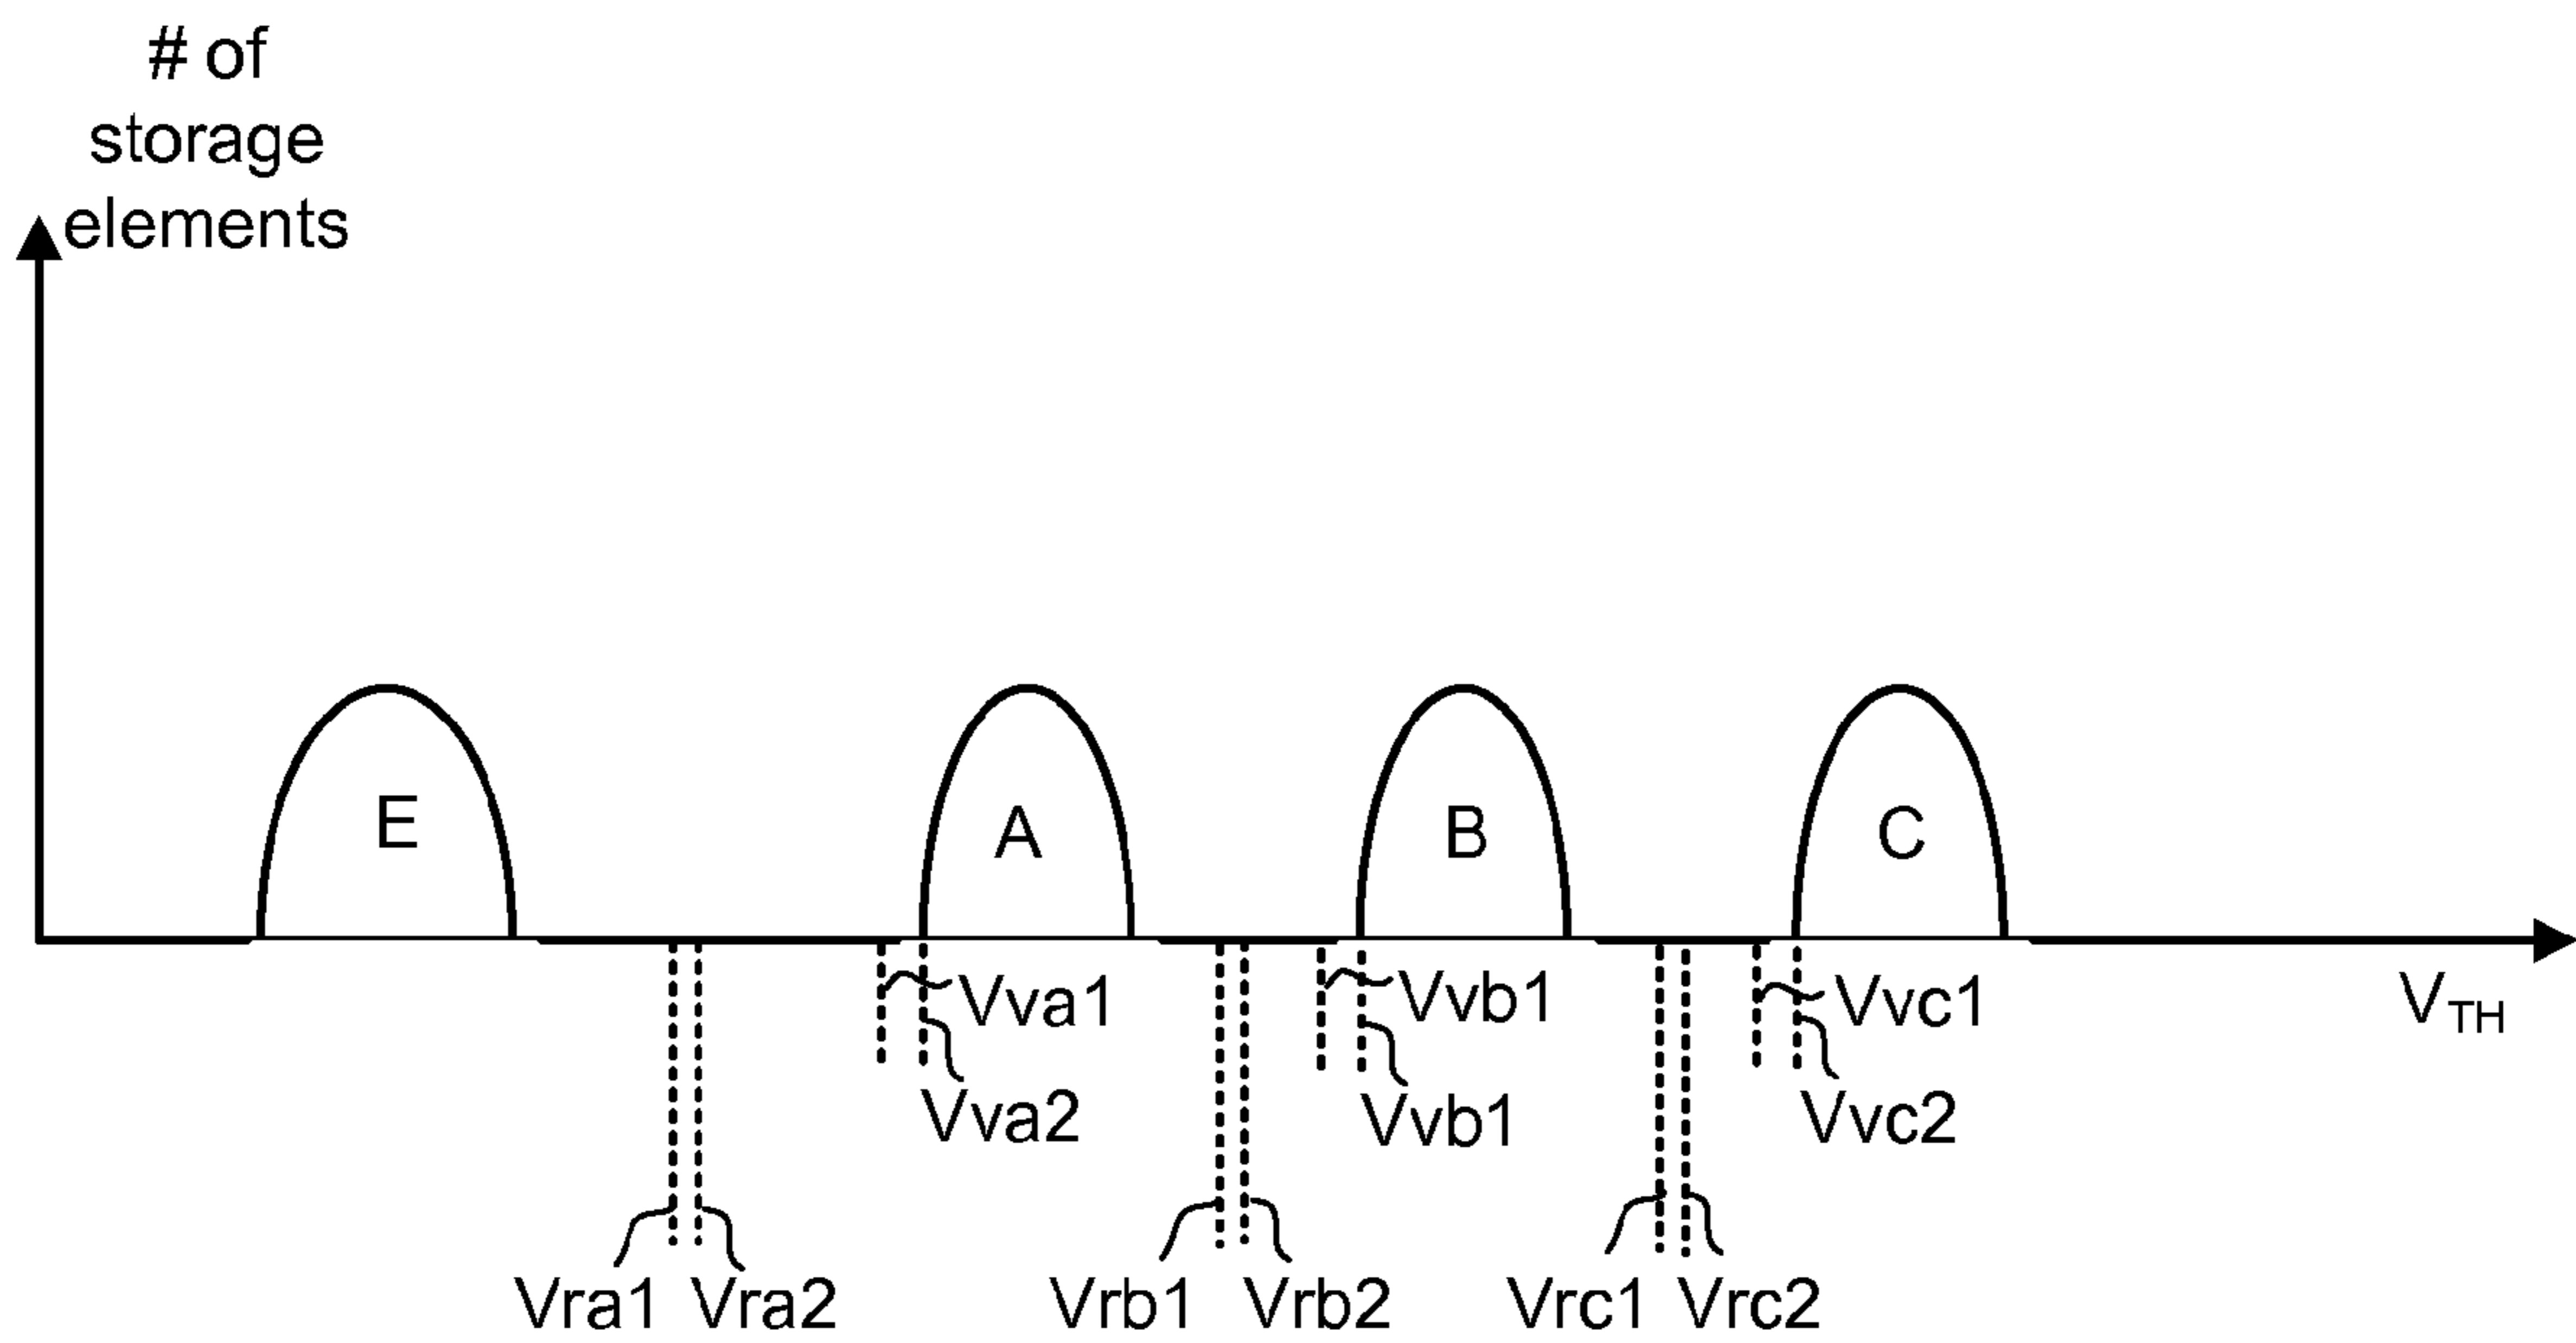 # of
storage
elements
E
A
B
C
Vva1
Vvb1
Vvc1
V_TH
Vva2
Vvb1
Vvc2
Vra1 Vra2
Vrb1 Vrb2
Vrc1 Vrc2